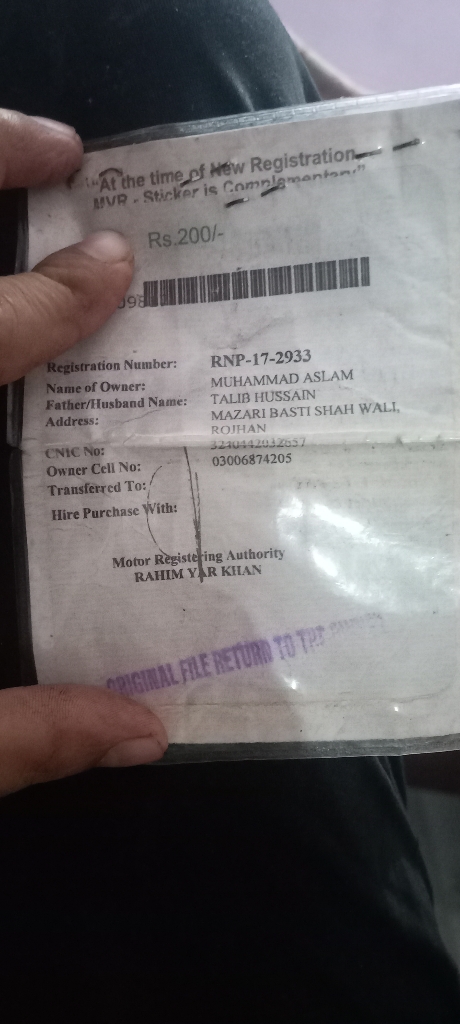 "At the time of New Registration
MVR - Sticker is Complementary"
Rs.200/-
Registration Number: RNP-17-2933
Name of Owner: MUHAMMAD ASLAM
Father/Husband Name: TALIB HUSSAIN
Address: MAZARI BASTI SHAH WALI,
ROJHAN
CNIC No:
Owner Cell No: 03006874205
Transferred To:
Hire Purchase With:
Motor Registering Authority
RAHIM YAR KHAN
ORIGINAL FILE RETURN TO